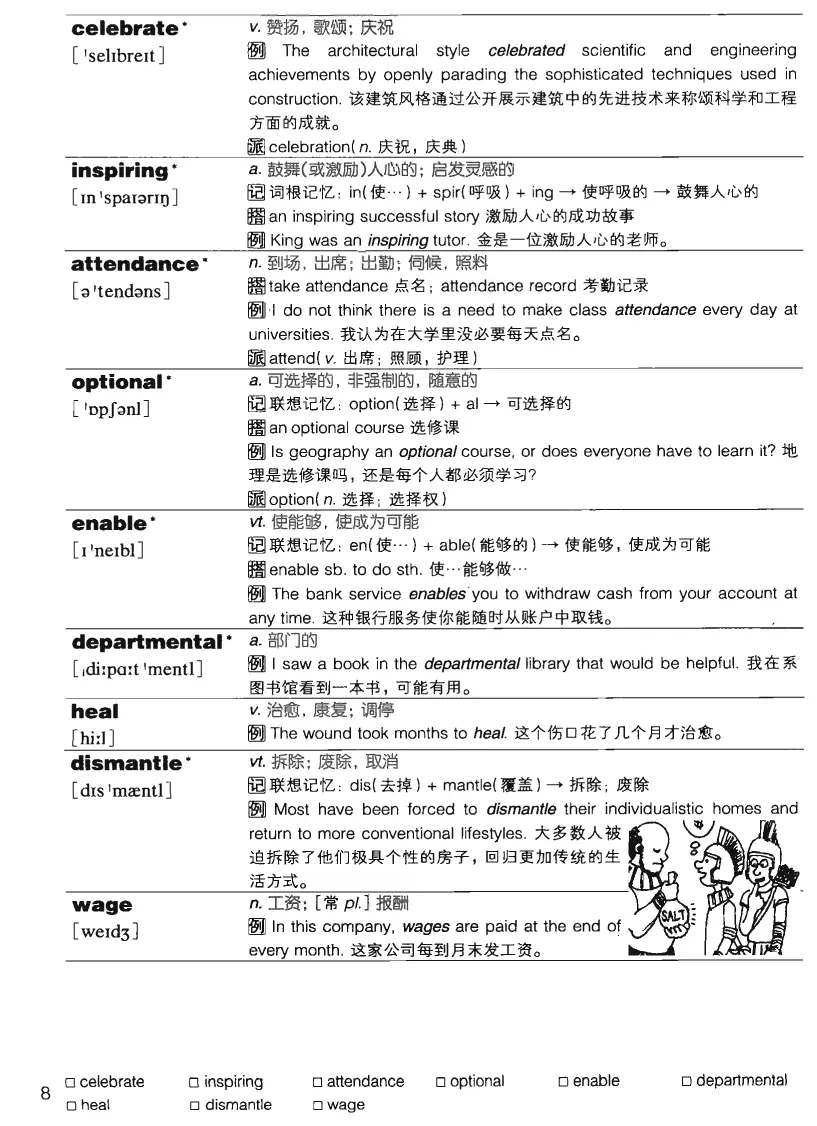 celebrate*
[ˈselɪbreɪt]
v. 赞扬, 歌颂; 庆祝
例 The architectural style celebrated scientific and engineering
achievements by openly parading the sophisticated techniques used in
construction. 该建筑风格通过公开展示建筑中的先进技术来称颂科学和工程
方面的成就。
派 celebration(n. 庆祝, 庆典)
inspiring*
[ɪnˈspaɪərɪŋ]
a. 鼓舞(或激励)人心的; 启发灵感的
记 词根记忆: in(使…) + spir(呼吸) + ing → 使呼吸的 → 鼓舞人心的
搭 an inspiring successful story 激励人心的成功故事
例 King was an inspiring tutor. 金是一位激励人心的老师。
attendance*
[əˈtendəns]
n. 到场, 出席; 出勤; 伺候, 照料
搭 take attendance 点名; attendance record 考勤记录
例 I do not think there is a need to make class attendance every day at
universities. 我认为在大学里没必要每天点名。
派 attend(v. 出席; 照顾, 护理)
optional*
[ˈɒpʃənl]
a. 可选择的, 非强制的, 随意的
记 联想记忆: option(选择) + al → 可选择的
搭 an optional course 选修课
例 Is geography an optional course, or does everyone have to learn it? 地
理是选修课吗, 还是每个人都必须学习?
派 option(n. 选择; 选择权)
enable*
[ɪˈneɪbl]
vt. 使能够, 使成为可能
记 联想记忆: en(使…) + able(能够的) → 使能够, 使成为可能
搭 enable sb. to do sth. 使…能够做…
例 The bank service enables you to withdraw cash from your account at
any time. 这种银行服务使你能随时从账户中取钱。
departmental*
[ˌdiːpɑːtˈmentl]
a. 部门的
例 I saw a book in the departmental library that would be helpful. 我在系
图书馆看到一本书, 可能有用。
heal
[hiːl]
v. 治愈, 康复; 调停
例 The wound took months to heal. 这个伤口花了几个月才治愈。
dismantle*
[dɪsˈmæntl]
vt. 拆除; 废除, 取消
记 联想记忆: dis(去掉) + mantle(覆盖) → 拆除; 废除
例 Most have been forced to dismantle their individualistic homes and
return to more conventional lifestyles. 大多数人被
迫拆除了他们极具个性的房子, 回归更加传统的生
活方式。
wage
[weɪdʒ]
n. 工资; [常 pl.] 报酬
例 In this company, wages are paid at the end of
every month. 这家公司每到月末发工资。
$
SALT
8
□ celebrate □ inspiring □ attendance □ optional □ enable □ departmental
□ heal □ dismantle □ wage